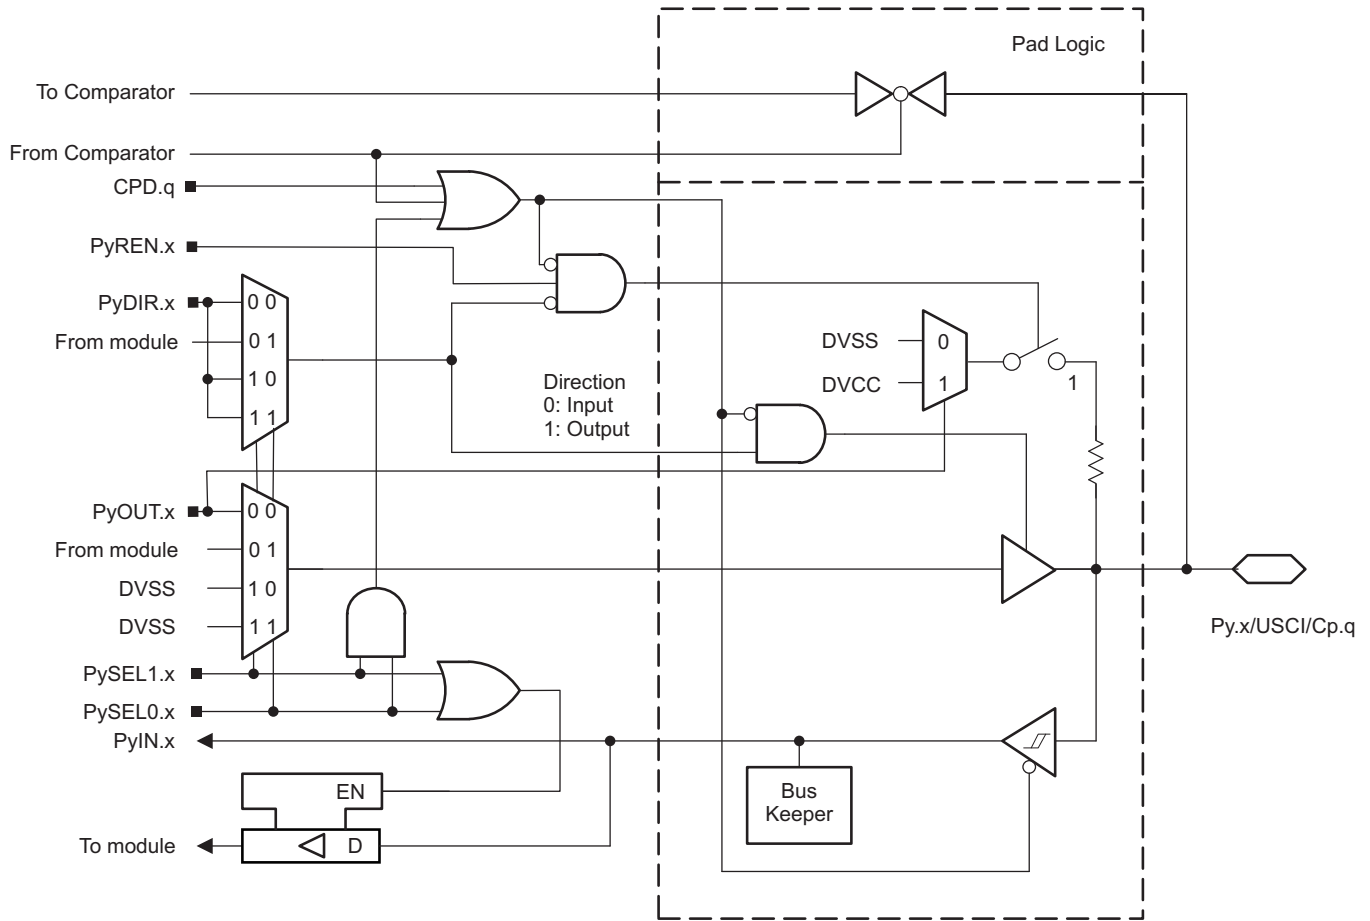 Pad Logic
To Comparator
From Comparator
CPD.q
PyREN.x
PyDIR.x
0 0
From module
0 1
1 0
1 1
DVSS
0
DVCC
1
1
Direction
0: Input
1: Output
PyOUT.x
0 0
From module
0 1
DVSS
1 0
DVSS
1 1
Py.x/USCI/Cp.q
PySEL1.x
PySEL0.x
PyIN.x
EN
Bus
Keeper
To module
D